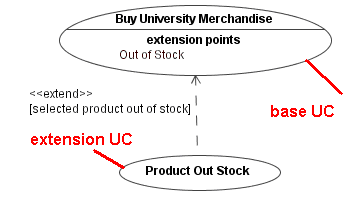 Buy University Merchandise
extension points
Out of Stock
<<extend>>
[selected product out of stock]
base UC
extension UC
Product Out Stock